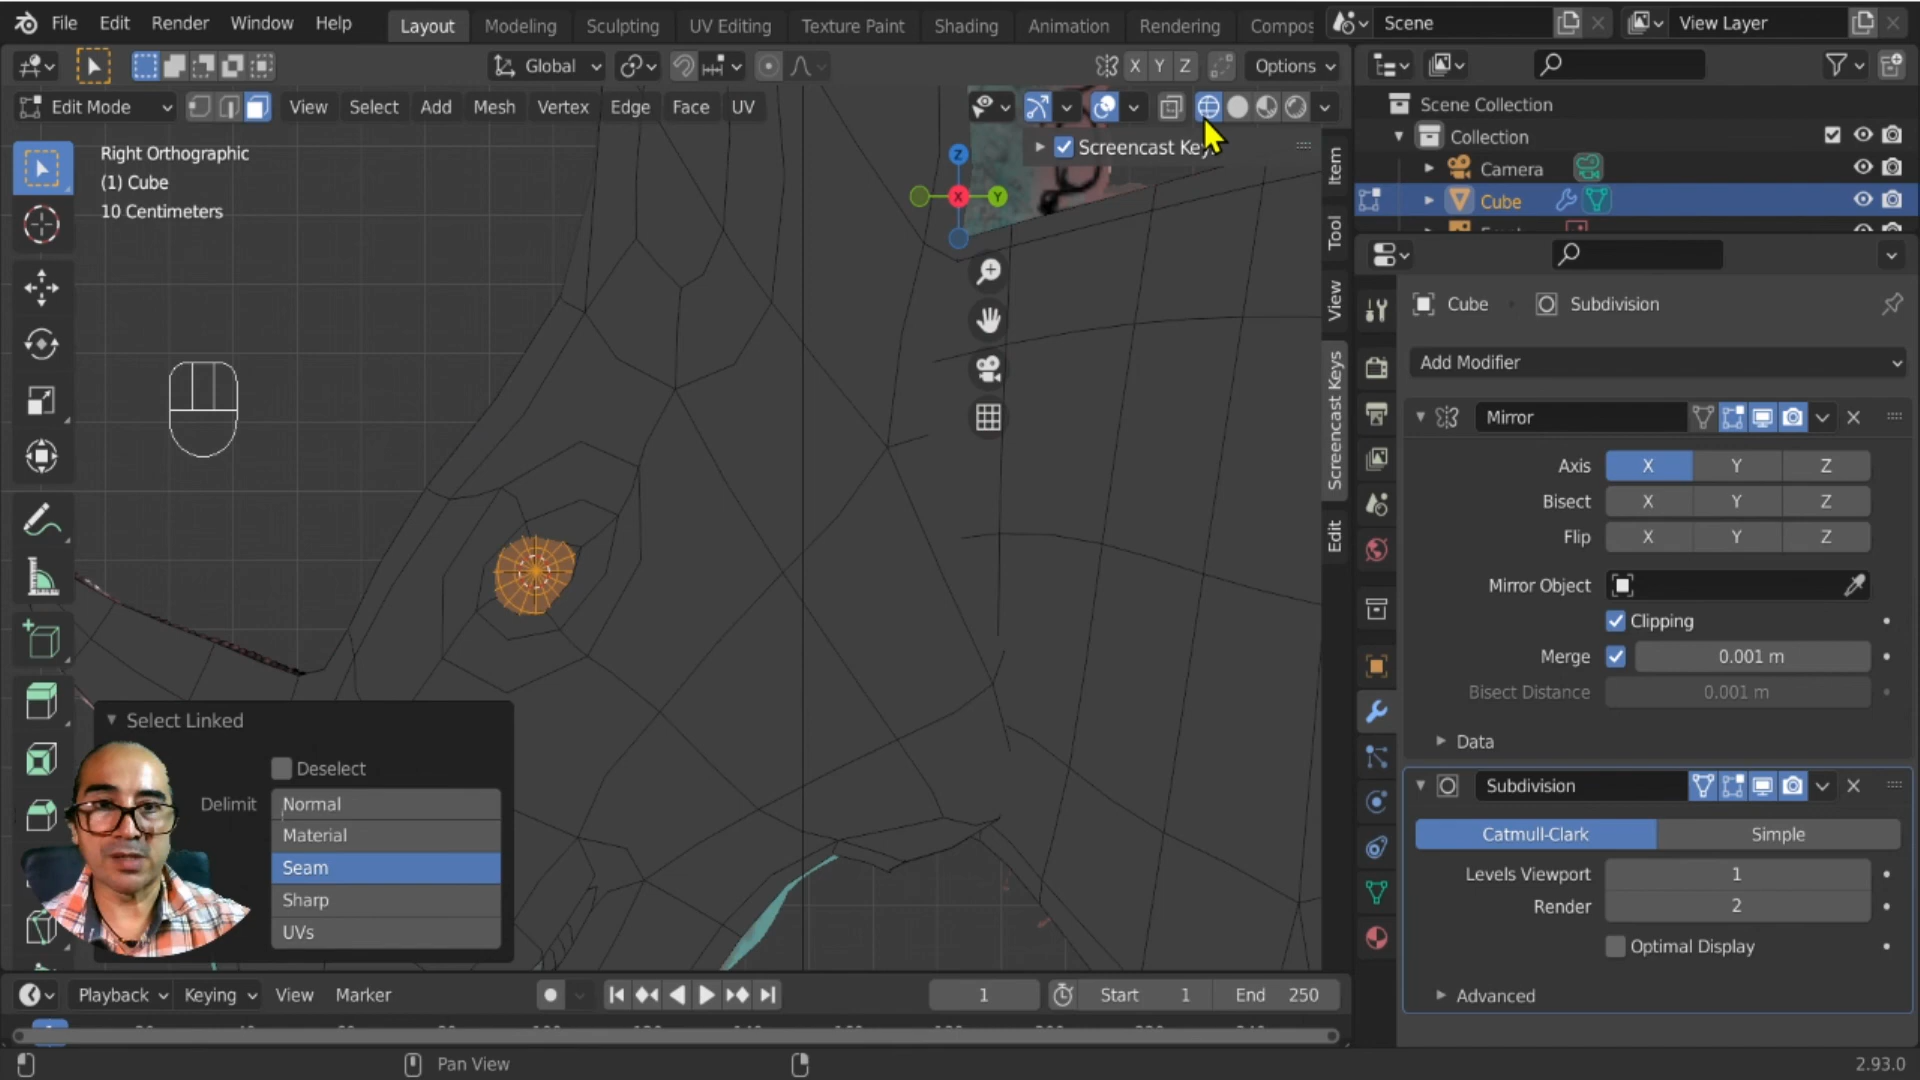 File Edit Render Window Help
Layout Modeling Sculpting UV Editing Texture Paint Shading Animation Rendering Compos
Scene
View Layer
Global
X Y Z
Options
Edit Mode
View Select Add Mesh Vertex Edge Face UV
Scene Collection
Collection
Camera
Cube
Right Orthographic
(1) Cube
10 Centimeters
Screencast Key
Z
X
Y
Item
Tool
View
Screencast Keys
Edit
Cube
Subdivision
Add Modifier
Mirror
Axis X Y Z
Bisect X Y Z
Flip X Y Z
Mirror Object
Clipping
Merge 0.001 m
Bisect Distance 0.001 m
Data
Subdivision
Catmull-Clark Simple
Levels Viewport 1
Render 2
Optimal Display
Advanced
Select Linked
Deselect
Delimit Normal
Material
Seam
Sharp
UVs
Playback Keying View Marker
1
Start 1
End 250
Pan View
2.93.0